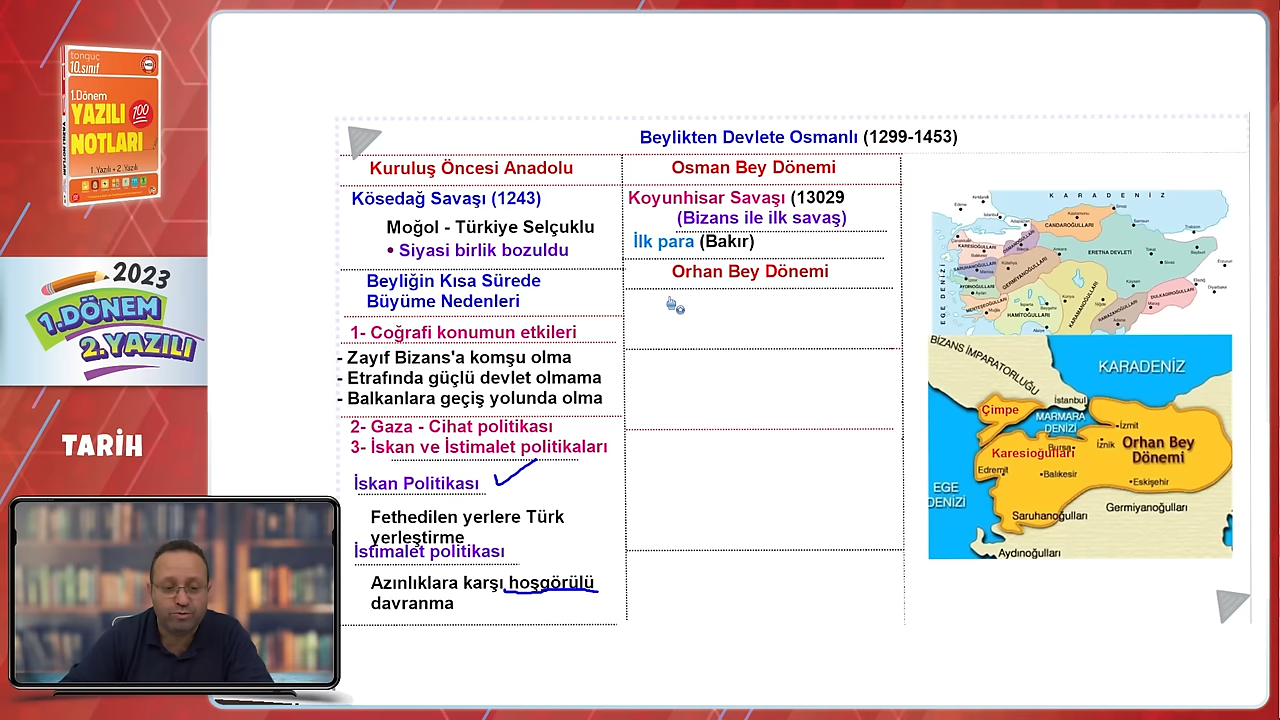 tonguç
10.sınıf
1.Dönem
YAZILI
100
NOTLARI
1.Yazılı + 2.Yazılı
2023
1.DÖNEM
2.YAZILI
TARİH
Beylikten Devlete Osmanlı (1299-1453)
Kuruluş Öncesi Anadolu
Kösedağ Savaşı (1243)
Moğol - Türkiye Selçuklu
• Siyasi birlik bozuldu
Beyliğin Kısa Sürede
Büyüme Nedenleri
1- Coğrafi konumun etkileri
- Zayıf Bizans'a komşu olma
- Etrafında güçlü devlet olmama
- Balkanlara geçiş yolunda olma
2- Gaza - Cihat politikası
3- İskan ve İstimalet politikaları
İskan Politikası
Fethedilen yerlere Türk
yerleştirme
İstimalet politikası
Azınlıklara karşı hoşgörülü
davranma
Osman Bey Dönemi
Koyunhisar Savaşı (13029
(Bizans ile ilk savaş)
İlk para (Bakır)
Orhan Bey Dönemi
KARADENİZ
CANDAROĞULLARI
ERETNA DEVLETİ
KARESİOĞULLARI
SARUHANOĞULLARI
GERMİYANOĞULLARI
AYDINOĞULLARI
MENTEŞEOĞULLARI
HAMİTOĞULLARI
KARAMANOĞULLARI
RAMAZANOĞULLARI
DULKADİROĞULLARI
EGE DENİZİ
BİZANS İMPARATORLUĞU
KARADENİZ
İstanbul
Çimpe
MARMARA
DENİZİ
İzmit
İznik
Bursa
Orhan Bey
Dönemi
Karesioğulları
Edremit
Balıkesir
Eskişehir
EGE
DENİZİ
Saruhanoğulları
Germiyanoğulları
Aydınoğulları